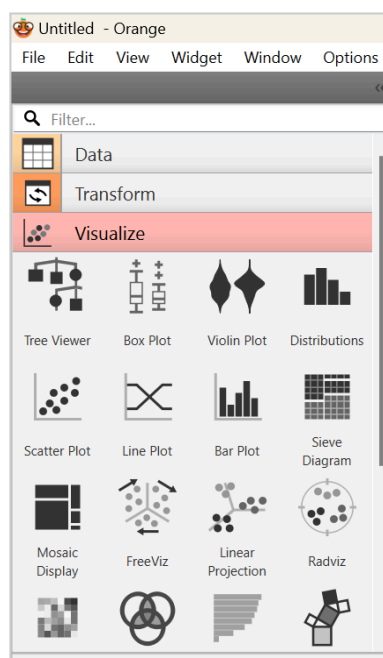 Untitled - Orange
File Edit View Widget Window Options
«
Filter...
Data
Transform
Visualize
Tree Viewer Box Plot Violin Plot Distributions
Scatter Plot Line Plot Bar Plot Sieve Diagram
Mosaic Display FreeViz Linear Projection Radviz